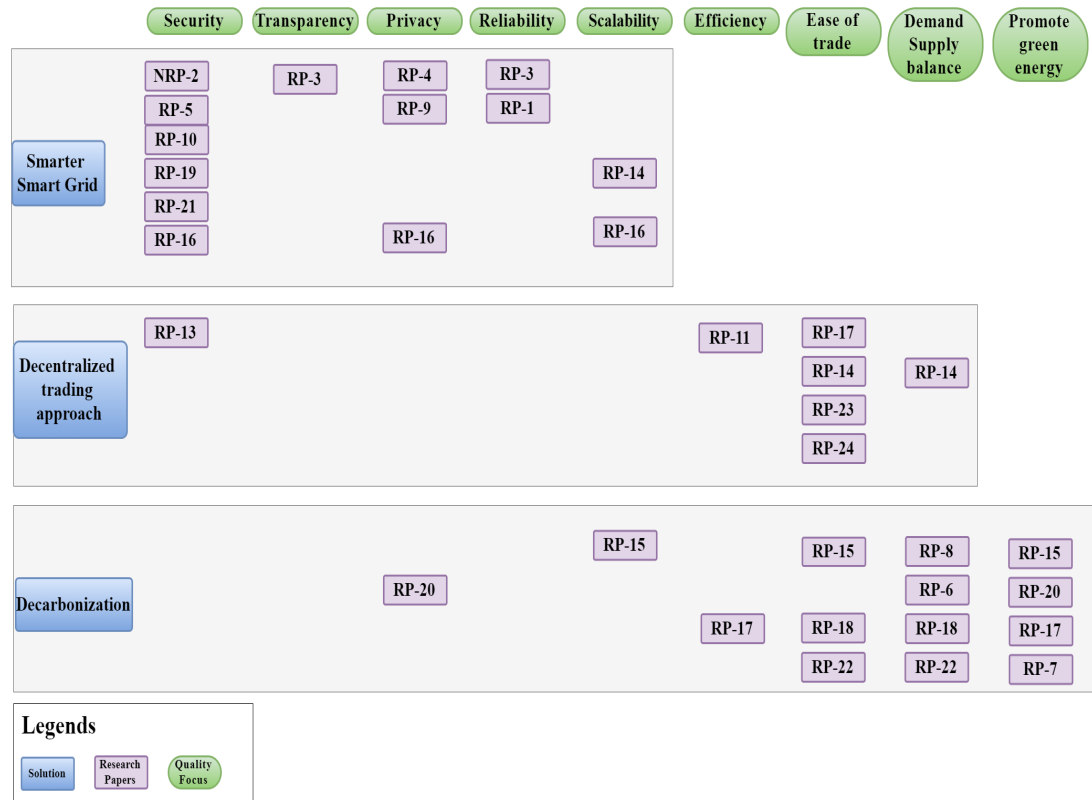 Security
Transparency
Privacy
Reliability
Scalability
Efficiency
Ease of
trade
Demand
Supply
balance
Promote
green
energy
Smarter
Smart Grid
NRP-2
RP-3
RP-4
RP-3
RP-5
RP-9
RP-1
RP-10
RP-19
RP-14
RP-21
RP-16
RP-16
RP-16
Decentralized
trading
approach
RP-13
RP-11
RP-17
RP-14
RP-14
RP-23
RP-24
Decarbonization
RP-15
RP-15
RP-8
RP-15
RP-20
RP-6
RP-20
RP-17
RP-18
RP-18
RP-17
RP-22
RP-22
RP-7
Legends
Solution
Research
Papers
Quality
Focus